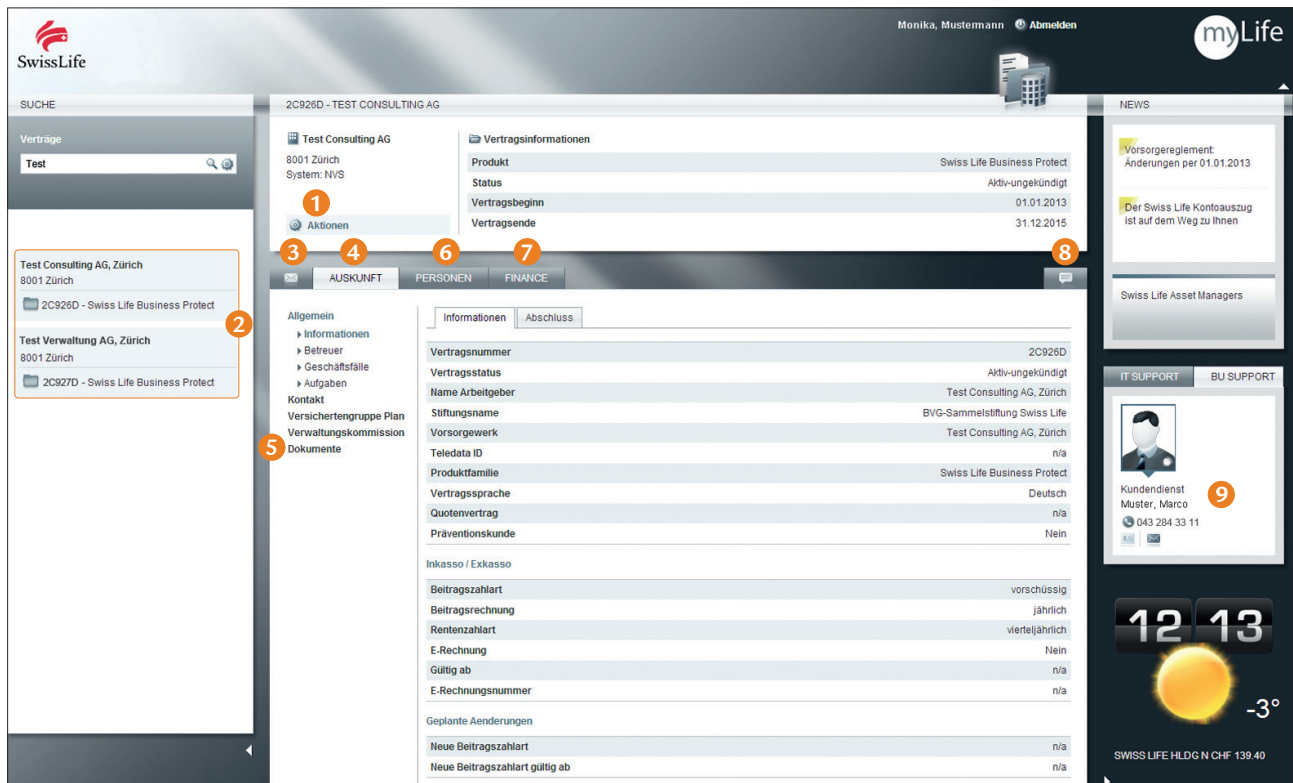 SwissLife
Monika, Mustermann Abmelden
myLife
SUCHE
Verträge
Test
2
Test Consulting AG, Zürich
8001 Zürich
2C926D - Swiss Life Business Protect
Test Verwaltung AG, Zürich
8001 Zürich
2C927D - Swiss Life Business Protect
2C926D - TEST CONSULTING AG
Test Consulting AG
8001 Zürich
System: NVS
1
Aktionen
Vertragsinformationen
Produkt Swiss Life Business Protect
Status Aktiv-ungekündigt
Vertragsbeginn 01.01.2013
Vertragsende 31.12.2015
3 4 6 7 8
AUSKUNFT PERSONEN FINANCE
Allgemein
Informationen
Betreuer
Geschäftsfälle
Aufgaben
Kontakt
Versichertengruppe Plan
Verwaltungskommission
5 Dokumente
Informationen Abschluss
Vertragsnummer 2C926D
Vertragsstatus Aktiv-ungekündigt
Name Arbeitgeber Test Consulting AG, Zürich
Stiftungsname BVG-Sammelstiftung Swiss Life
Vorsorgewerk Test Consulting AG, Zürich
Teledata ID n/a
Produktfamilie Swiss Life Business Protect
Vertragssprache Deutsch
Quotenvertrag n/a
Präventionskunde Nein
Inkasso / Exkasso
Beitragszahlart vorschüssig
Beitragsrechnung jährlich
Rentenzahlart vierteljährlich
E-Rechnung Nein
Gültig ab n/a
E-Rechnungsnummer n/a
Geplante Aenderungen
Neue Beitragszahlart n/a
Neue Beitragszahlart gültig ab n/a
NEWS
Vorsorgereglement:
Änderungen per 01.01.2013
Der Swiss Life Kontoauszug
ist auf dem Weg zu Ihnen
Swiss Life Asset Managers
IT SUPPORT BU SUPPORT
Kundendienst
Muster, Marco
9
043 284 33 11
12 13
-3°
SWISS LIFE HLDG N CHF 139.40